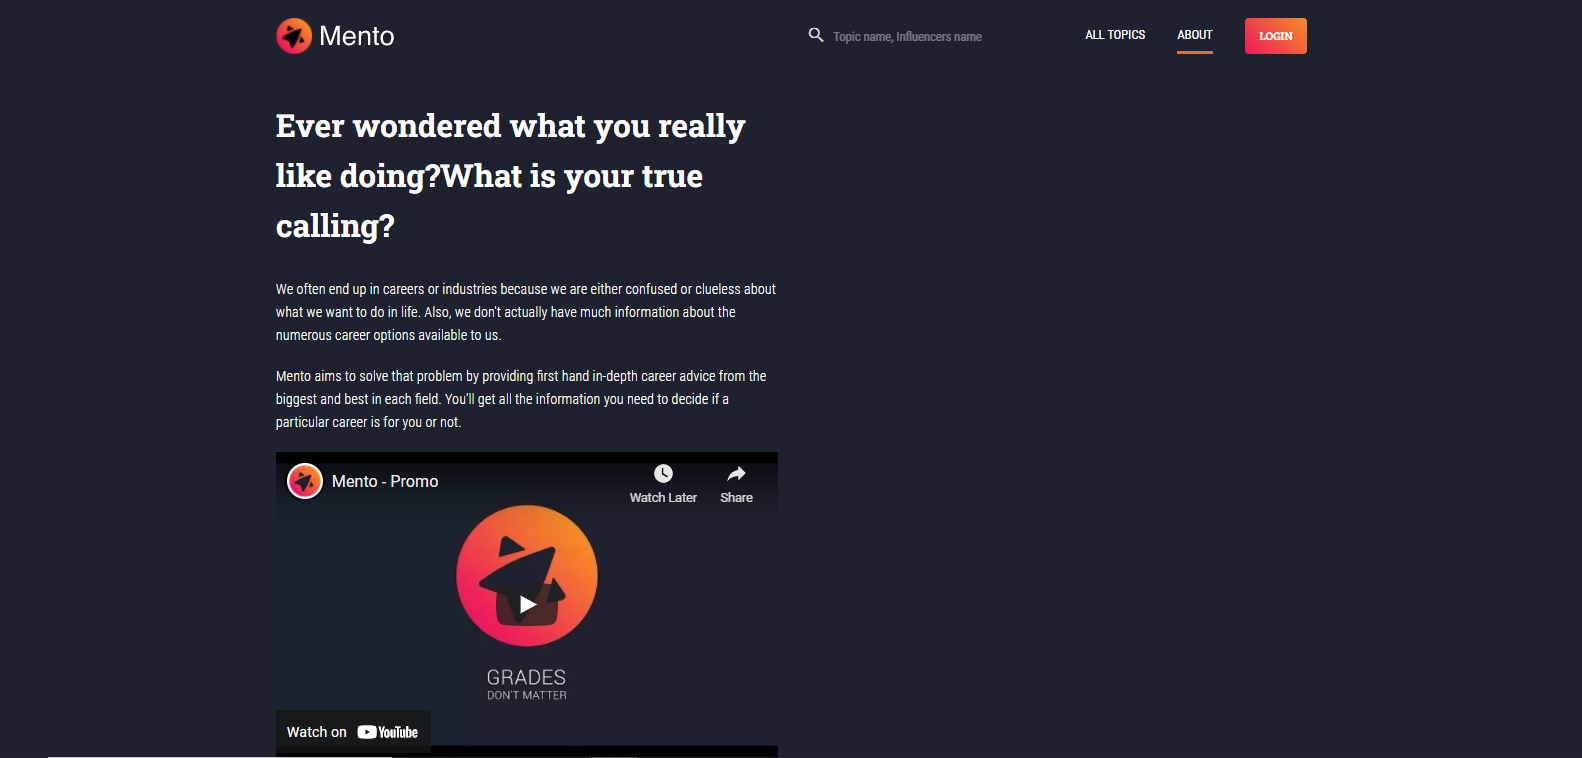 Mento
Topic name, Influencers name
ALL TOPICS
ABOUT
LOGIN
Ever wondered what you really
like doing?What is your true
calling?
We often end up in careers or industries because we are either confused or clueless about
what we want to do in life. Also, we don't actually have much information about the
numerous career options available to us.
Mento aims to solve that problem by providing first hand in-depth career advice from the
biggest and best in each field. You'll get all the information you need to decide if a
particular career is for you or not.
Mento - Promo
Watch Later
Share
GRADES
DON'T MATTER
Watch on YouTube